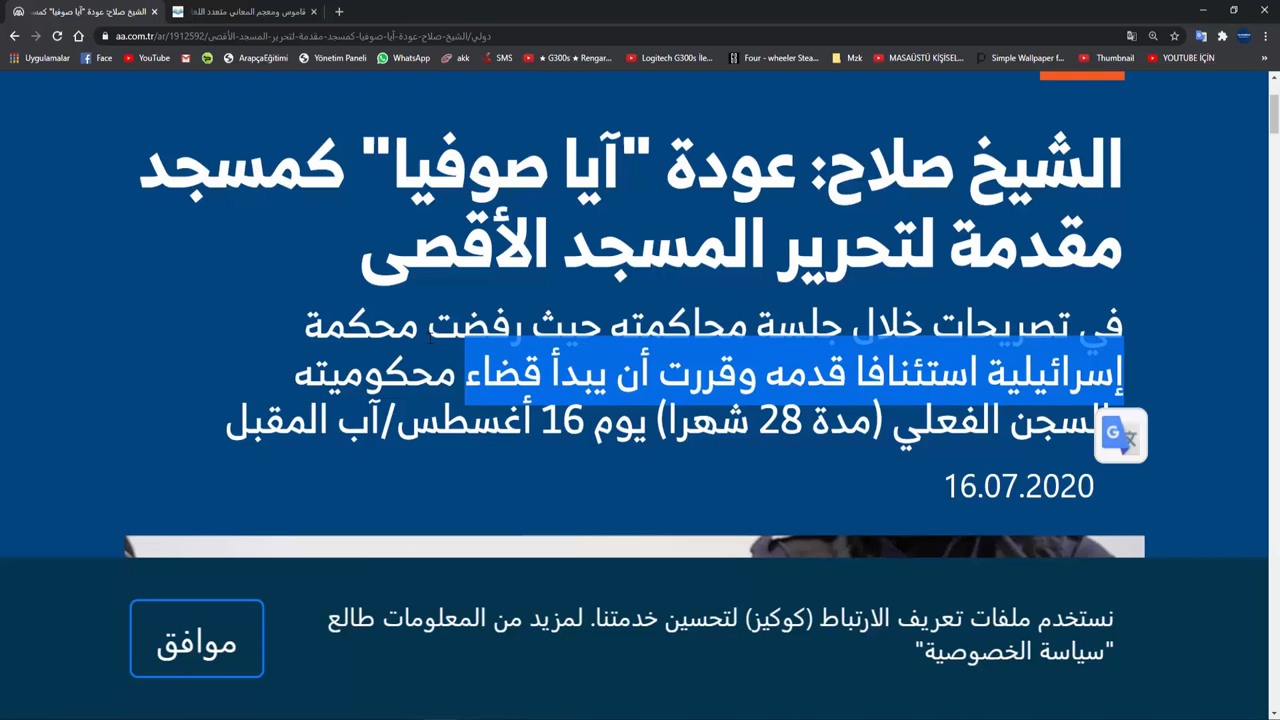 الشيخ صلاح: عودة "آيا صوفيا" كمس
قاموس ومعجم المعاني متعدد اللغا
aa.com.tr/ar/دولي/الشيخ-صلاح-عودة-آيا-صوفيا-كمسجد-مقدمة-لتحرير-المسجد-الأقصى/1912592
Uygulamalar Face YouTube ArapçaEğitimi Yönetim Paneli WhatsApp akk SMS ★ G300s ★ Rengar... Logitech G300s İle... Four - wheeler Stea... Mzk MASAÜSTÜ KİŞİSEL... Simple Wallpaper f... Thumbnail YOUTUBE İÇİN »
الشيخ صلاح: عودة "آيا صوفيا" كمسجد
مقدمة لتحرير المسجد الأقصى
في تصريحات خلال جلسة محاكمته حيث رفضت محكمة
إسرائيلية استئنافا قدمه وقررت أن يبدأ قضاء محكوميته
السجن الفعلي (مدة 28 شهرا) يوم 16 أغسطس/آب المقبل
16.07.2020
نستخدم ملفات تعريف الارتباط (كوكيز) لتحسين خدمتنا. لمزيد من المعلومات طالع
"سياسة الخصوصية"
موافق